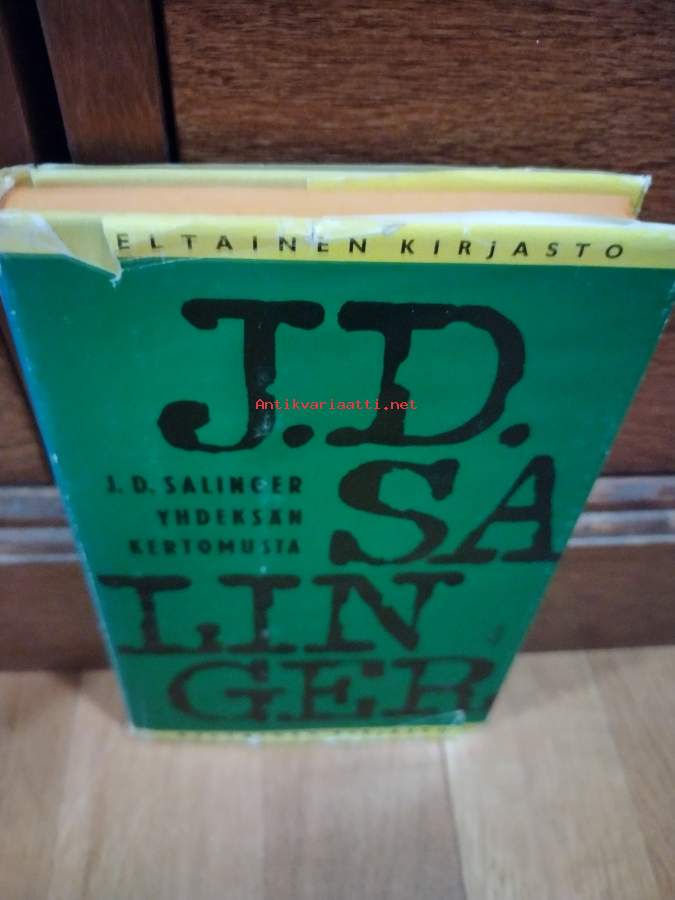 ELTAINEN KIRJASTO
J.D.
Antikvariaatti.net
J. D. SALINGER
YHDEKSÄN
KERTOMUSTA
SA
LIN
GER